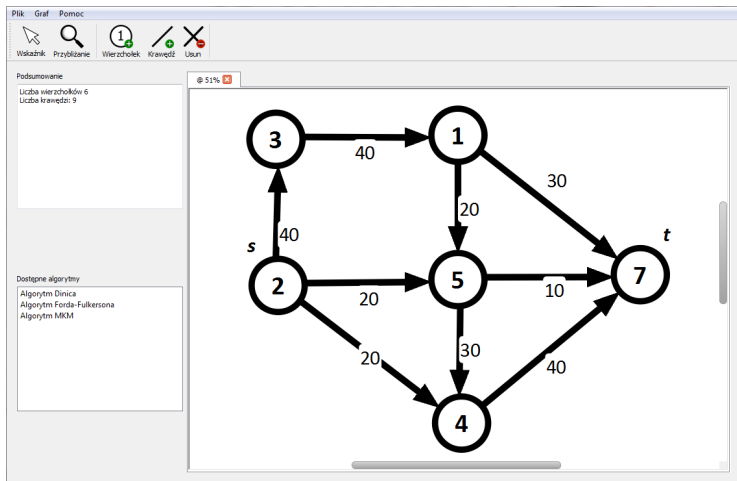 Plik Graf Pomoc
Wskaźnik Przybliżanie Wierzchołek Krawędź Usun
1
Podsumowanie
Liczba wierzchołków 6
Liczba krawędzi: 9
@ 51%
3
40
1
30
20
s
40
t
2
20
5
10
7
20
30
40
4
Dostępne algorytmy
Algorytm Dinica
Algorytm Forda-Fulkersona
Algorytm MKM